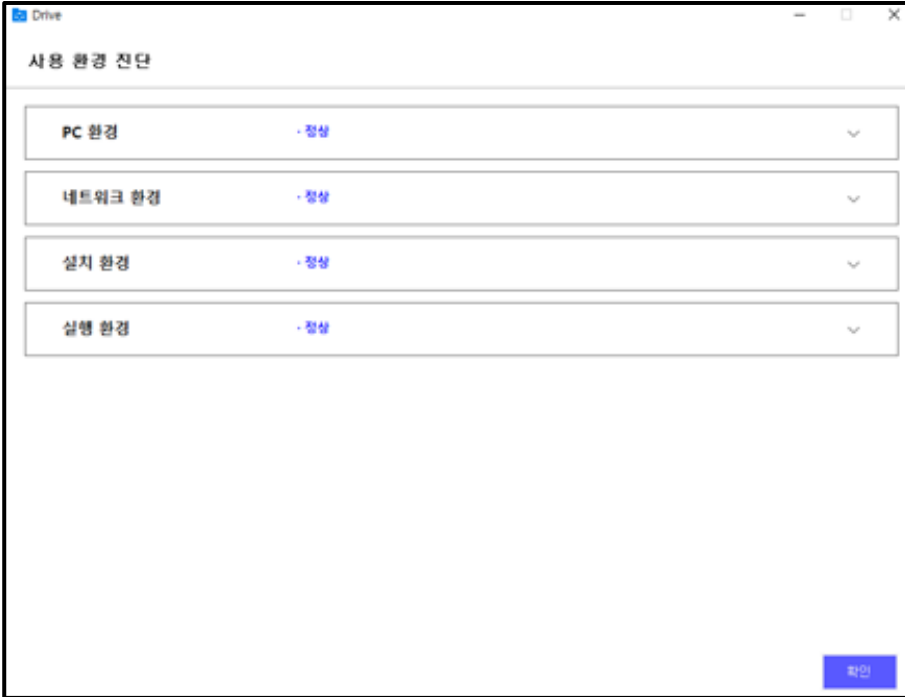 Drive
사용 환경 진단
PC 환경 · 정상
네트워크 환경 · 정상
설치 환경 · 정상
실행 환경 · 정상
확인